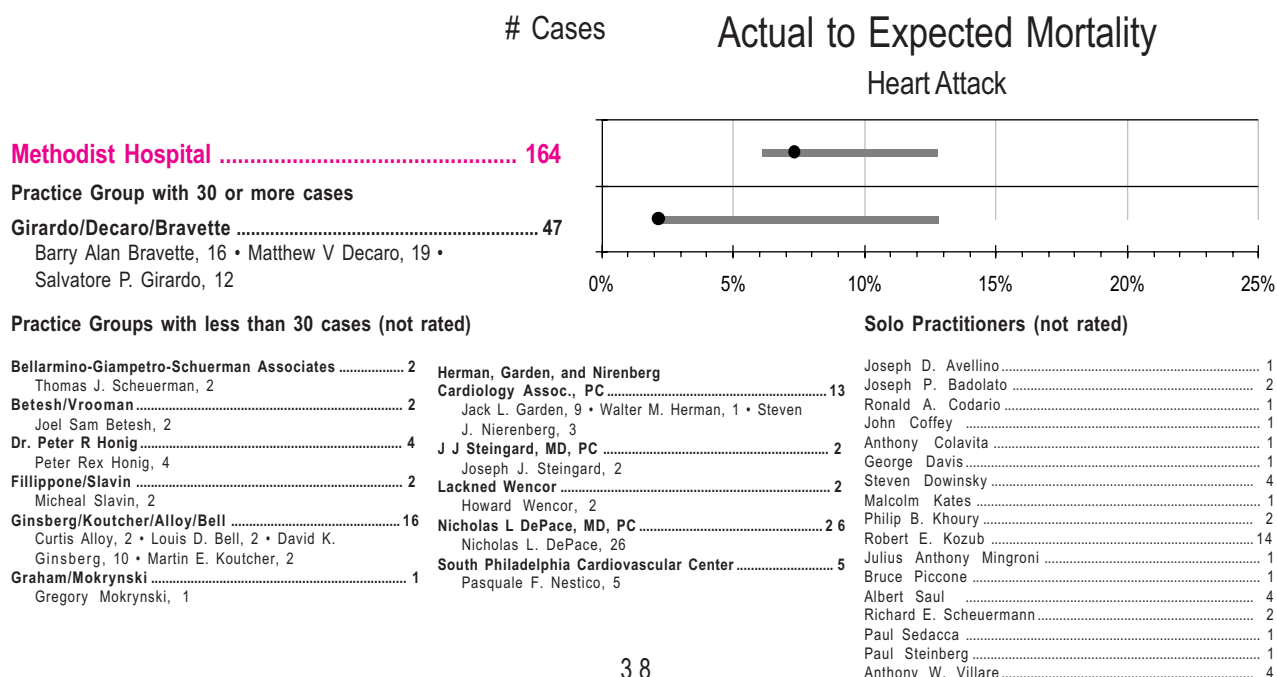 # Cases Actual to Expected Mortality
Heart Attack
Methodist Hospital ................................................ 164
Practice Group with 30 or more cases
Girardo/Decaro/Bravette ................................................ 47
Barry Alan Bravette, 16 • Matthew V Decaro, 19 •
Salvatore P. Girardo, 12
0% 5% 10% 15% 20% 25%
Practice Groups with less than 30 cases (not rated)
Bellarmino-Giampetro-Schuerman Associates .................. 2
Thomas J. Scheuerman, 2
Betesh/Vrooman ................................................ 2
Joel Sam Betesh, 2
Dr. Peter R Honig ................................................ 4
Peter Rex Honig, 4
Fillippone/Slavin ................................................ 2
Micheal Slavin, 2
Ginsberg/Koutcher/Alloy/Bell ................................................ 16
Curtis Alloy, 2 • Louis D. Bell, 2 • David K.
Ginsberg, 10 • Martin E. Koutcher, 2
Graham/Mokrynski ................................................ 1
Gregory Mokrynski, 1
Herman, Garden, and Nirenberg
Cardiology Assoc., PC ................................................ 13
Jack L. Garden, 9 • Walter M. Herman, 1 • Steven
J. Nierenberg, 3
J J Steingard, MD, PC ................................................ 2
Joseph J. Steingard, 2
Lackned Wencor ................................................ 2
Howard Wencor, 2
Nicholas L DePace, MD, PC ................................................ 2 6
Nicholas L. DePace, 26
South Philadelphia Cardiovascular Center ........................ 5
Pasquale F. Nestico, 5
Solo Practitioners (not rated)
Joseph D. Avellino ................................................ 1
Joseph P. Badolato ................................................ 2
Ronald A. Codario ................................................ 1
John Coffey ................................................ 1
Anthony Colavita ................................................ 1
George Davis ................................................ 1
Steven Dowinsky ................................................ 4
Malcolm Kates ................................................ 1
Philip B. Khoury ................................................ 2
Robert E. Kozub ................................................ 14
Julius Anthony Mingroni ................................................ 1
Bruce Piccone ................................................ 1
Albert Saul ................................................ 4
Richard E. Scheuermann ................................................ 2
Paul Sedacca ................................................ 1
Paul Steinberg ................................................ 1
Anthony W. Villare ................................................ 4
3 8